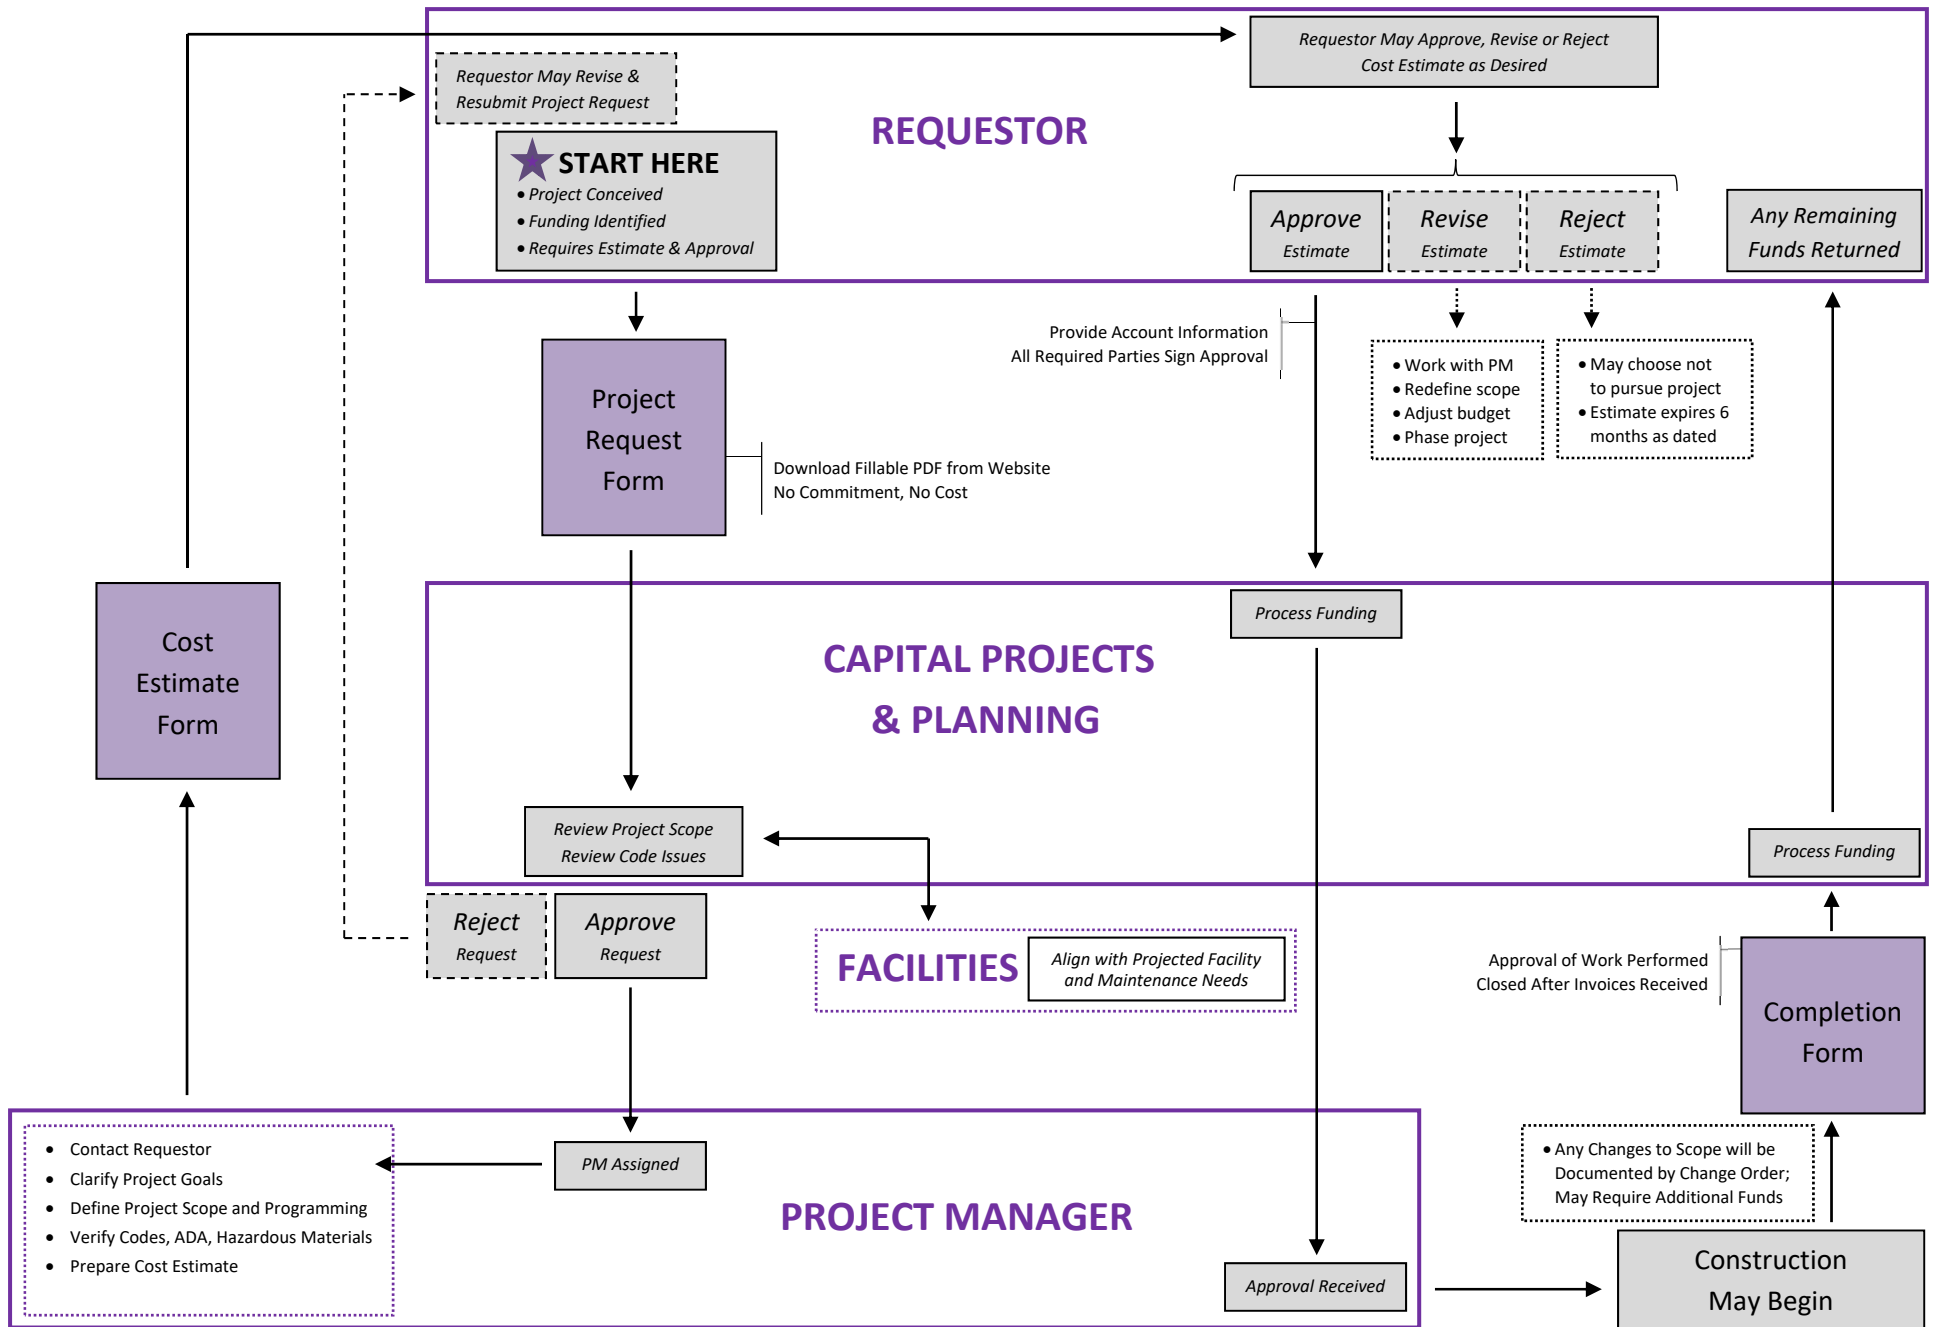 Requestor May Approve, Revise or Reject
Cost Estimate as Desired
Requestor May Revise &
Resubmit Project Request
REQUESTOR
START HERE
• Project Conceived
• Funding Identified
• Requires Estimate & Approval
Approve
Estimate
Revise
Estimate
Reject
Estimate
Any Remaining
Funds Returned
Provide Account Information
All Required Parties Sign Approval
• Work with PM
• Redefine scope
• Adjust budget
• Phase project
• May choose not
to pursue project
• Estimate expires 6
months as dated
Project
Request
Form
Download Fillable PDF from Website
No Commitment, No Cost
Cost
Estimate
Form
Process Funding
CAPITAL PROJECTS
& PLANNING
Review Project Scope
Review Code Issues
Process Funding
Reject
Request
Approve
Request
FACILITIES
Align with Projected Facility
and Maintenance Needs
Approval of Work Performed
Closed After Invoices Received
Completion
Form
• Contact Requestor
• Clarify Project Goals
• Define Project Scope and Programming
• Verify Codes, ADA, Hazardous Materials
• Prepare Cost Estimate
PM Assigned
PROJECT MANAGER
Approval Received
• Any Changes to Scope will be
Documented by Change Order;
May Require Additional Funds
Construction
May Begin